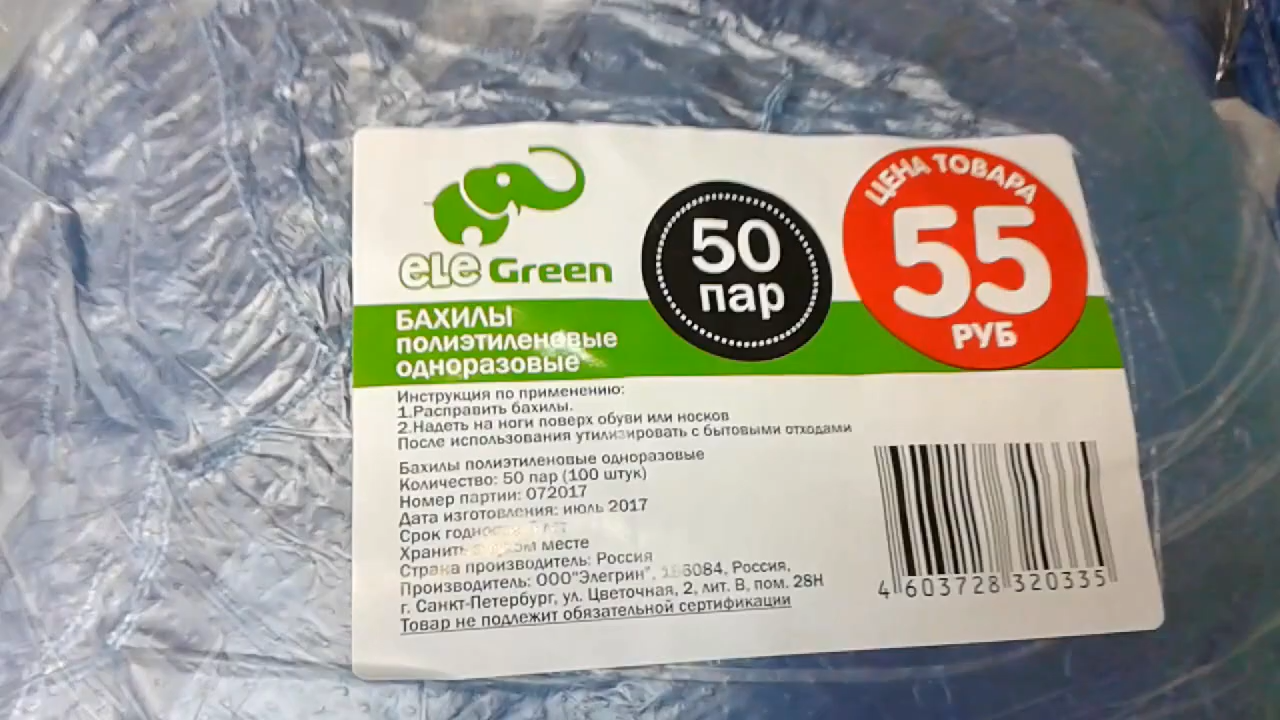 ele Green
50
пар
ЦЕНА ТОВАРА
55
РУБ
БАХИЛЫ
полиэтиленовые
одноразовые
Инструкция по применению:
1.Расправить бахилы.
2.Надеть на ноги поверх обуви или носков
После использования утилизировать с бытовыми отходами
Бахилы полиэтиленовые одноразовые
Количество: 50 пар (100 штук)
Номер партии: 072017
Дата изготовления: июль 2017
Срок лет
Хранить месте
Страна производитель: Россия
Производитель: ООО"Элегрин", Россия,
г. Санкт-Петербург, ул. Цветочная, 2, лит. В, пом. 28Н
Товар не подлежит обязательной сертификации
4 603728 320335